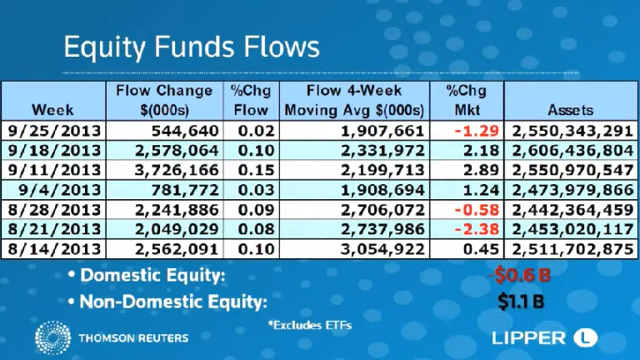 Equity Funds Flows
Flow Change %Chg Flow 4-Week %Chg
Week $(000s) Flow Moving Avg $(000s) Mkt Assets
9/25/2013 544,640 0.02 1,907,661 -1.29 2,550,343,291
9/18/2013 2,578,064 0.10 2,331,972 2.18 2,606,436,804
9/11/2013 3,726,166 0.15 2,199,713 2.89 2,550,970,547
9/4/2013 781,772 0.03 1,908,694 1.24 2,473,979,866
8/28/2013 2,241,886 0.09 2,706,072 -0.58 2,442,364,459
8/21/2013 2,049,029 0.08 2,737,986 -2.38 2,453,020,117
8/14/2013 2,562,091 0.10 3,054,922 0.45 2,511,702,875
• Domestic Equity: -$0.6 B
• Non-Domestic Equity: $1.1 B
*Excludes ETFs
THOMSON REUTERS LIPPER L